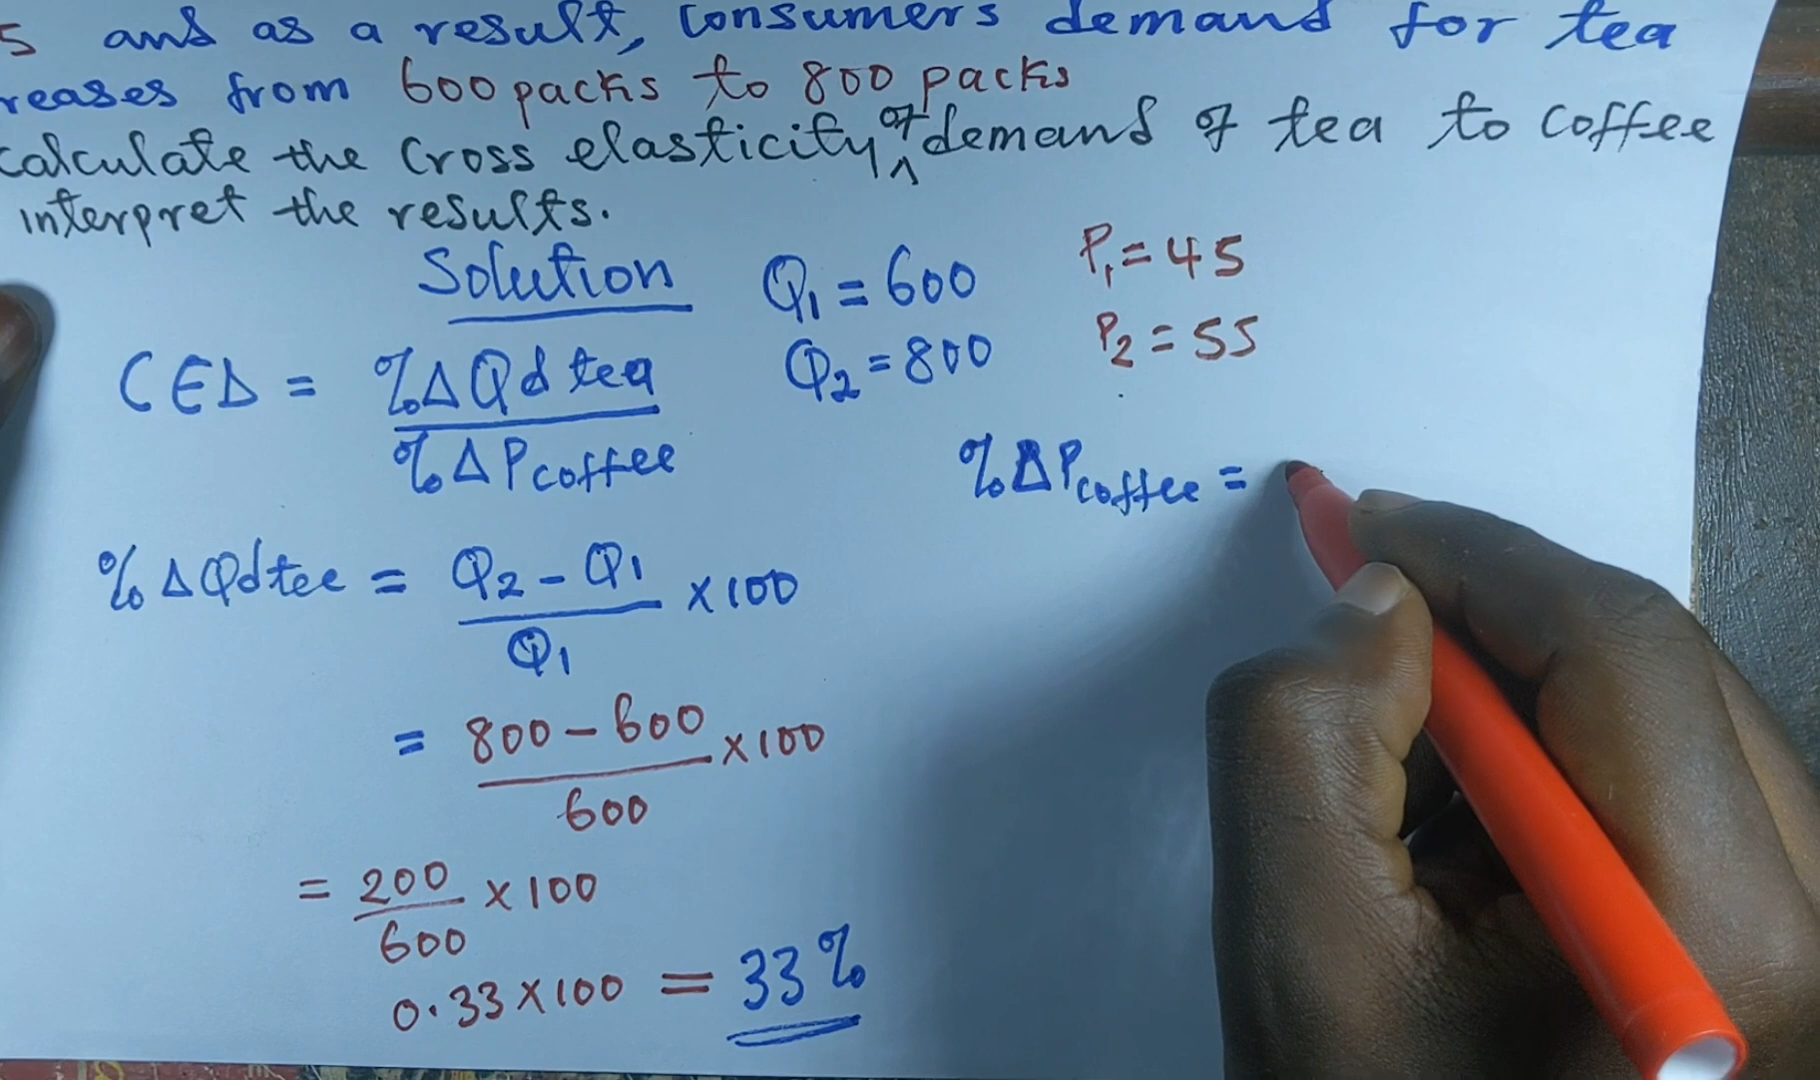 5 and as a result, consumers demand for tea
reases from 600 packs to 800 packs
calculate the cross elasticity of demand of tea to coffee
interpret the results.
Solution
Q₁ = 600
P₁ = 45
Q₂ = 800
P₂ = 55
CED = %ΔQd tea / %ΔP coffee
%ΔP coffee =
%ΔQd tee = Q₂ - Q₁ / Q₁ x 100
= 800 - 600 / 600 x 100
= 200 / 600 x 100
0.33 x 100 = 33%